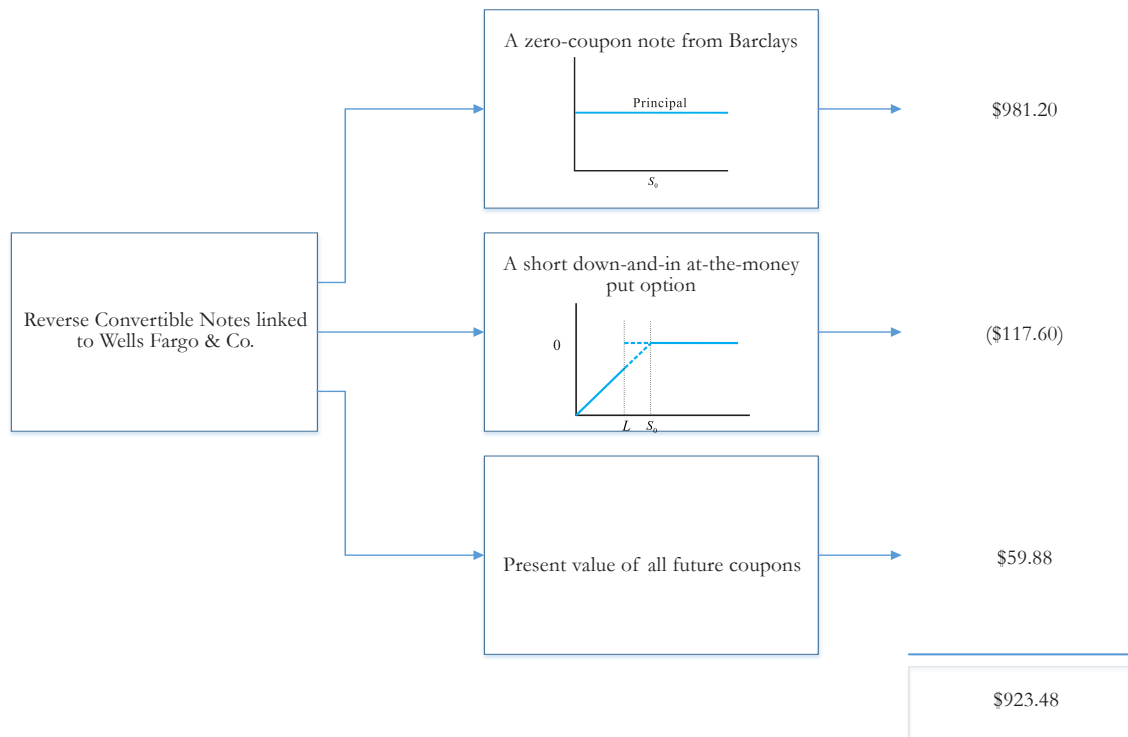 A zero-coupon note from Barclays
Principal
S₀
$981.20
Reverse Convertible Notes linked
to Wells Fargo & Co.
A short down-and-in at-the-money
put option
0
L S₀
($117.60)
Present value of all future coupons
$59.88
$923.48